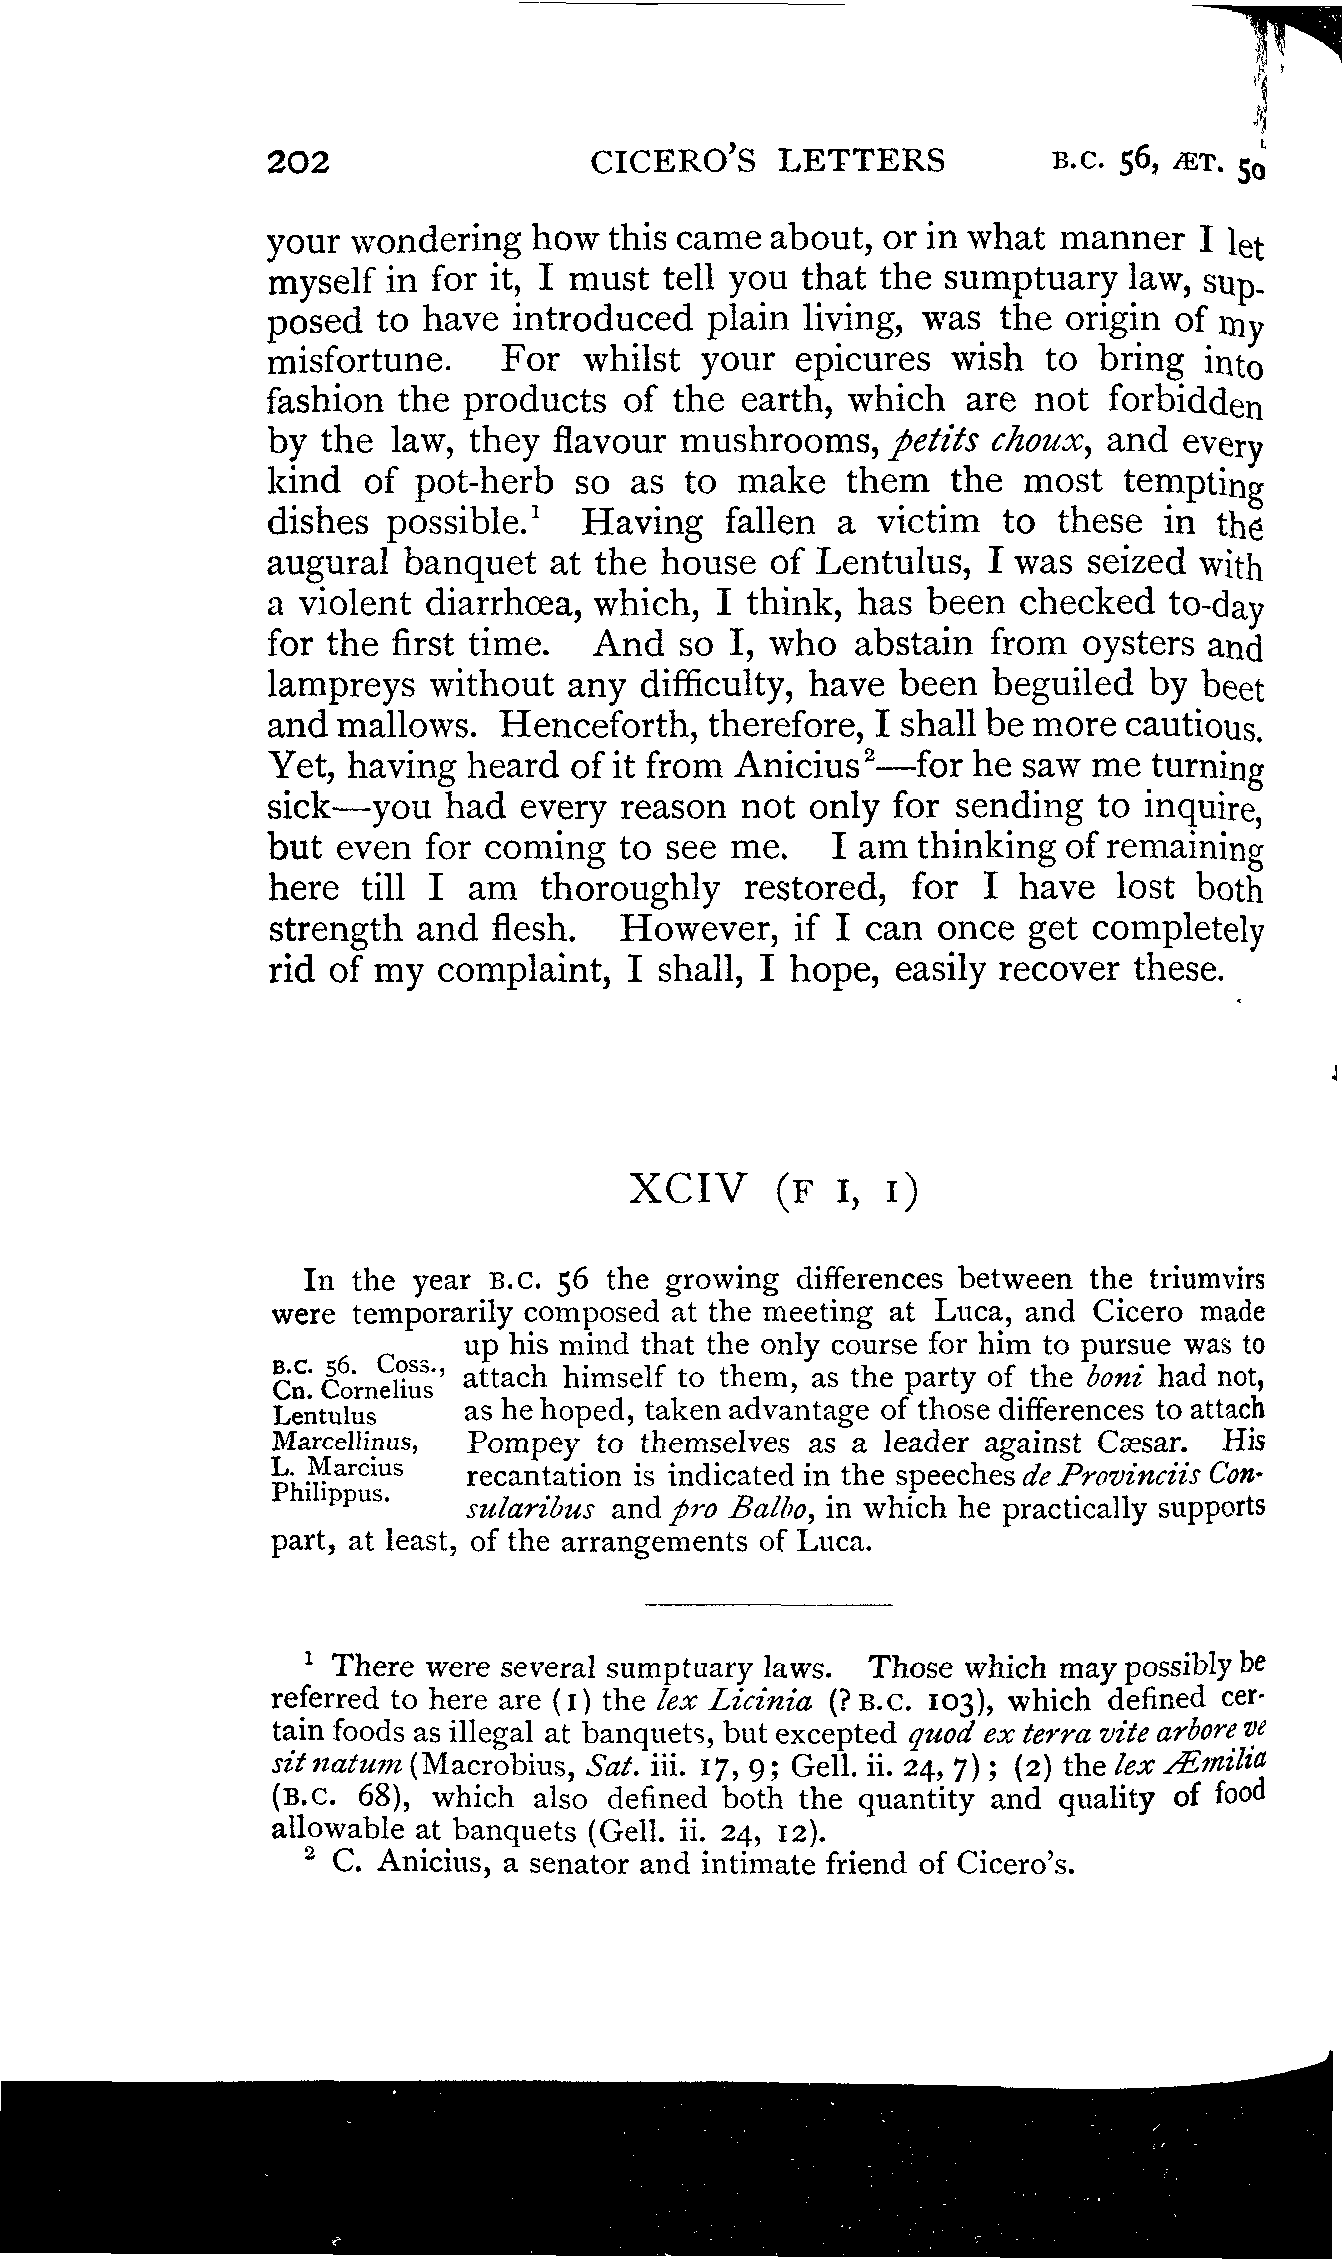 202 CICERO'S LETTERS B.C. 56, ÆT. 50
your wondering how this came about, or in what manner I let
myself in for it, I must tell you that the sumptuary law, sup-
posed to have introduced plain living, was the origin of my
misfortune. For whilst your epicures wish to bring into
fashion the products of the earth, which are not forbidden
by the law, they flavour mushrooms, petits choux, and every
kind of pot-herb so as to make them the most tempting
dishes possible.¹ Having fallen a victim to these in the
augural banquet at the house of Lentulus, I was seized with
a violent diarrhœa, which, I think, has been checked to-day
for the first time. And so I, who abstain from oysters and
lampreys without any difficulty, have been beguiled by beet
and mallows. Henceforth, therefore, I shall be more cautious.
Yet, having heard of it from Anicius²—for he saw me turning
sick—you had every reason not only for sending to inquire,
but even for coming to see me. I am thinking of remaining
here till I am thoroughly restored, for I have lost both
strength and flesh. However, if I can once get completely
rid of my complaint, I shall, I hope, easily recover these.
XCIV (F I, 1)
In the year B.C. 56 the growing differences between the triumvirs
were temporarily composed at the meeting at Luca, and Cicero made
up his mind that the only course for him to pursue was to
attach himself to them, as the party of the boni had not,
as he hoped, taken advantage of those differences to attach
Pompey to themselves as a leader against Cæsar. His
recantation is indicated in the speeches de Provinciis Con-
sularibus and pro Balbo, in which he practically supports
part, at least, of the arrangements of Luca.
B.C. 56. Coss.,
Cn. Cornelius
Lentulus
Marcellinus,
L. Marcius
Philippus.
¹ There were several sumptuary laws. Those which may possibly be
referred to here are (1) the lex Licinia (? B.C. 103), which defined cer-
tain foods as illegal at banquets, but excepted quod ex terra vite arbore ve
sit natum (Macrobius, Sat. iii. 17, 9; Gell. ii. 24, 7); (2) the lex Æmilia
(B.C. 68), which also defined both the quantity and quality of food
allowable at banquets (Gell. ii. 24, 12).
² C. Anicius, a senator and intimate friend of Cicero's.